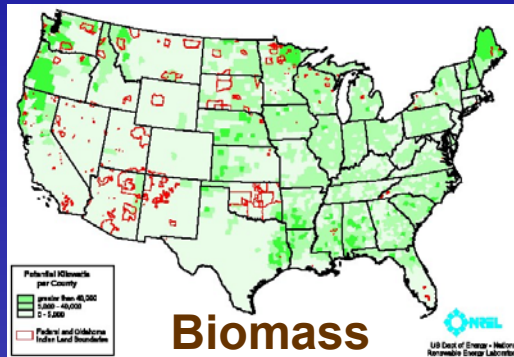 Potential Kilowatts
per County
greater than 40,000
5,000 - 40,000
0 - 5,000
Federal and Oklahoma
Indian Land Boundaries
Biomass
NREL
US Dept of Energy - National
Renewable Energy Laboratory